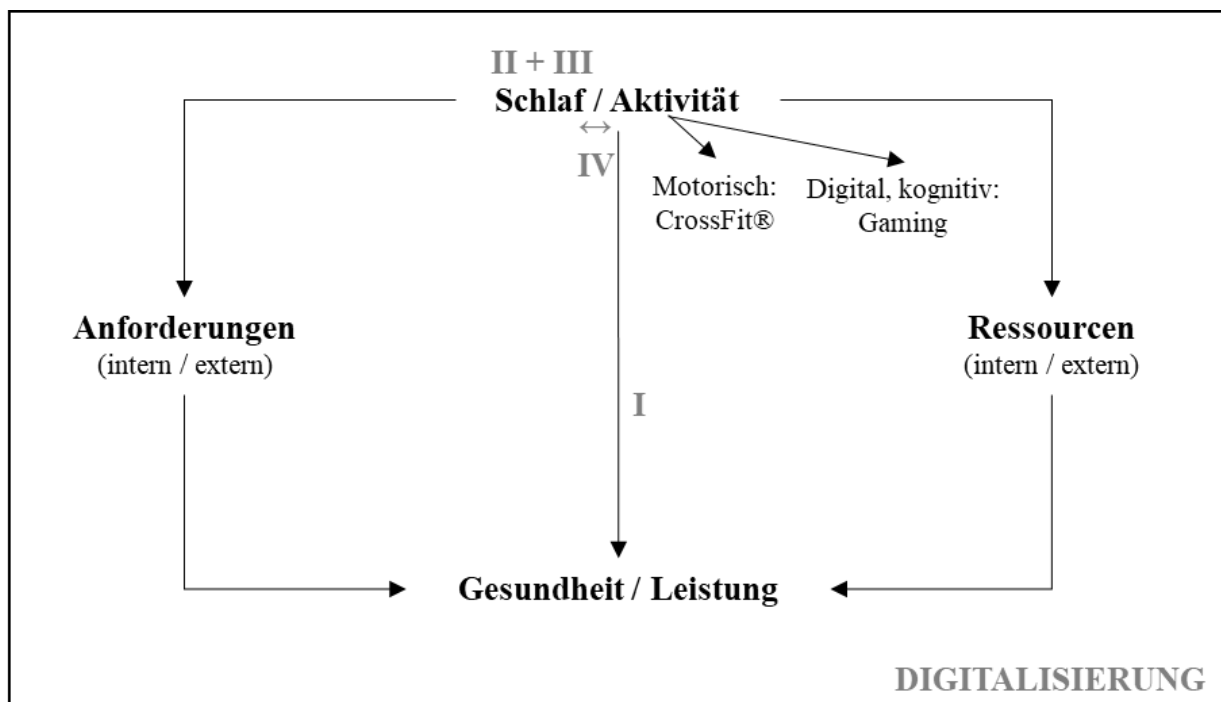 II + III
Schlaf / Aktivität
↔
IV
Motorisch:
CrossFit®
Digital, kognitiv:
Gaming
Anforderungen
(intern / extern)
Ressourcen
(intern / extern)
I
Gesundheit / Leistung
DIGITALISIERUNG